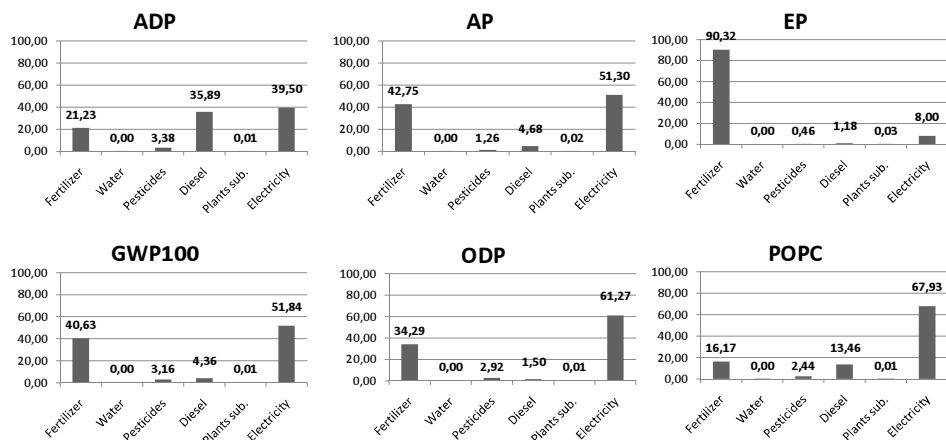 ADP
100,00
80,00
60,00
40,00
20,00
0,00
21,23
0,00
3,38
35,89
0,01
39,50
Fertilizer
Water
Pesticides
Diesel
Plants sub.
Electricity
AP
100,00
80,00
60,00
40,00
20,00
0,00
42,75
0,00
1,26
4,68
0,02
51,30
Fertilizer
Water
Pesticides
Diesel
Plants sub.
Electricity
EP
100,00
80,00
60,00
40,00
20,00
0,00
90,32
0,00
0,46
1,18
0,03
8,00
Fertilizer
Water
Pesticides
Diesel
Plants sub.
Electricity
GWP100
100,00
80,00
60,00
40,00
20,00
0,00
40,63
0,00
3,16
4,36
0,01
51,84
Fertilizer
Water
Pesticides
Diesel
Plants sub.
Electricity
ODP
100,00
80,00
60,00
40,00
20,00
0,00
34,29
0,00
2,92
1,50
0,01
61,27
Fertilizer
Water
Pesticides
Diesel
Plants sub.
Electricity
POPC
100,00
80,00
60,00
40,00
20,00
0,00
16,17
0,00
2,44
13,46
0,01
67,93
Fertilizer
Water
Pesticides
Diesel
Plants sub.
Electricity